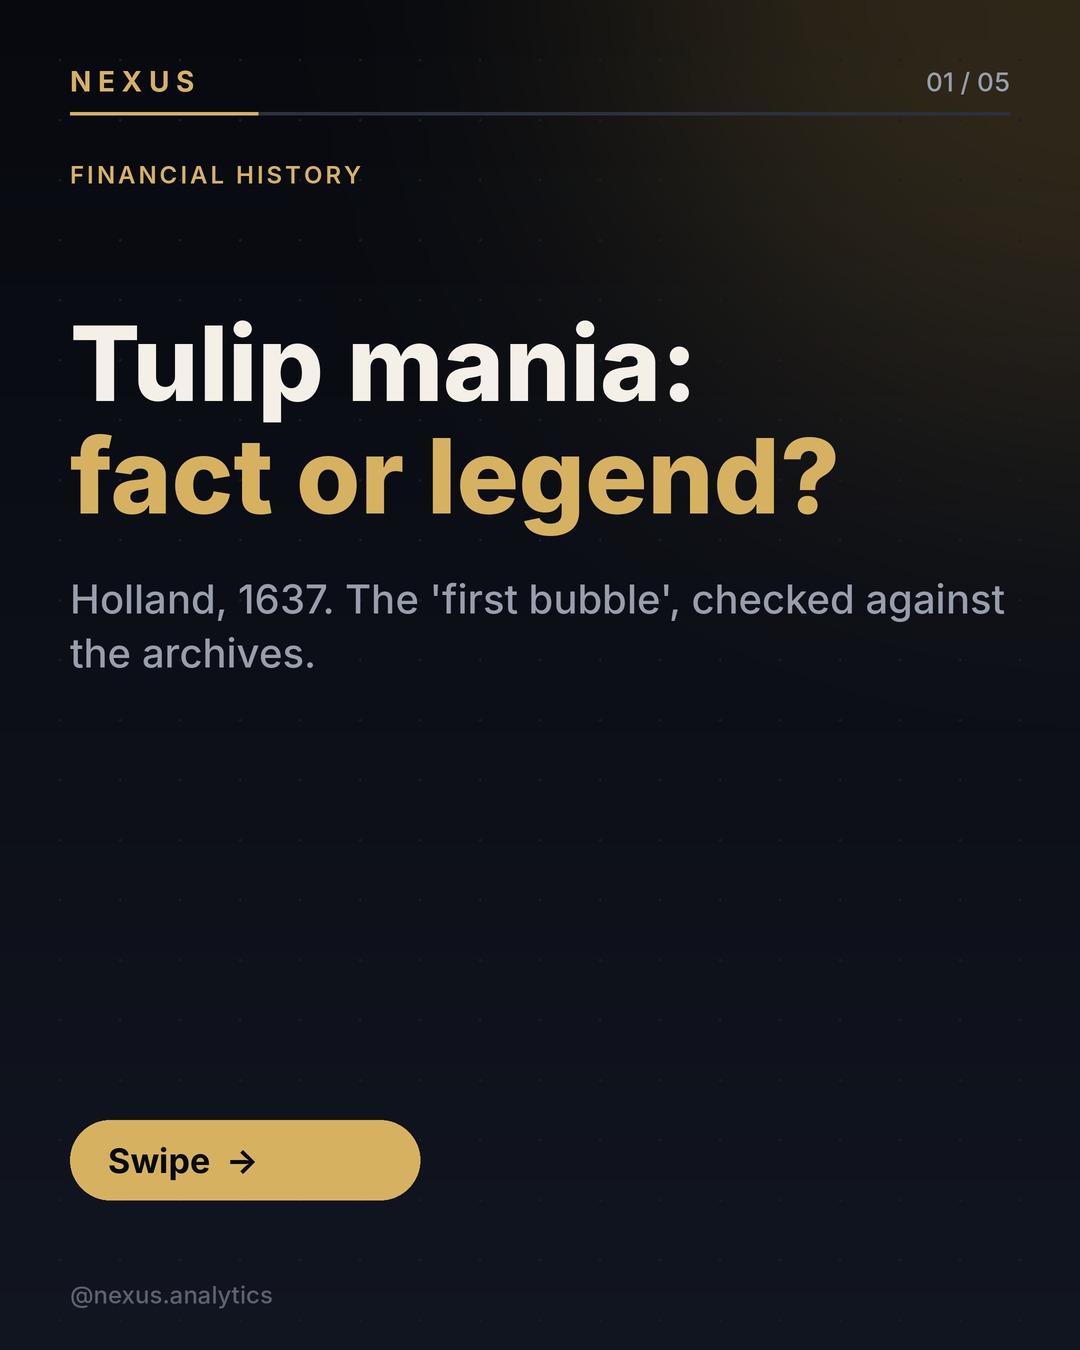 NEXUS
01 / 05
FINANCIAL HISTORY
Tulip mania:
fact or legend?
Holland, 1637. The 'first bubble', checked against
the archives.
Swipe →
@nexus.analytics